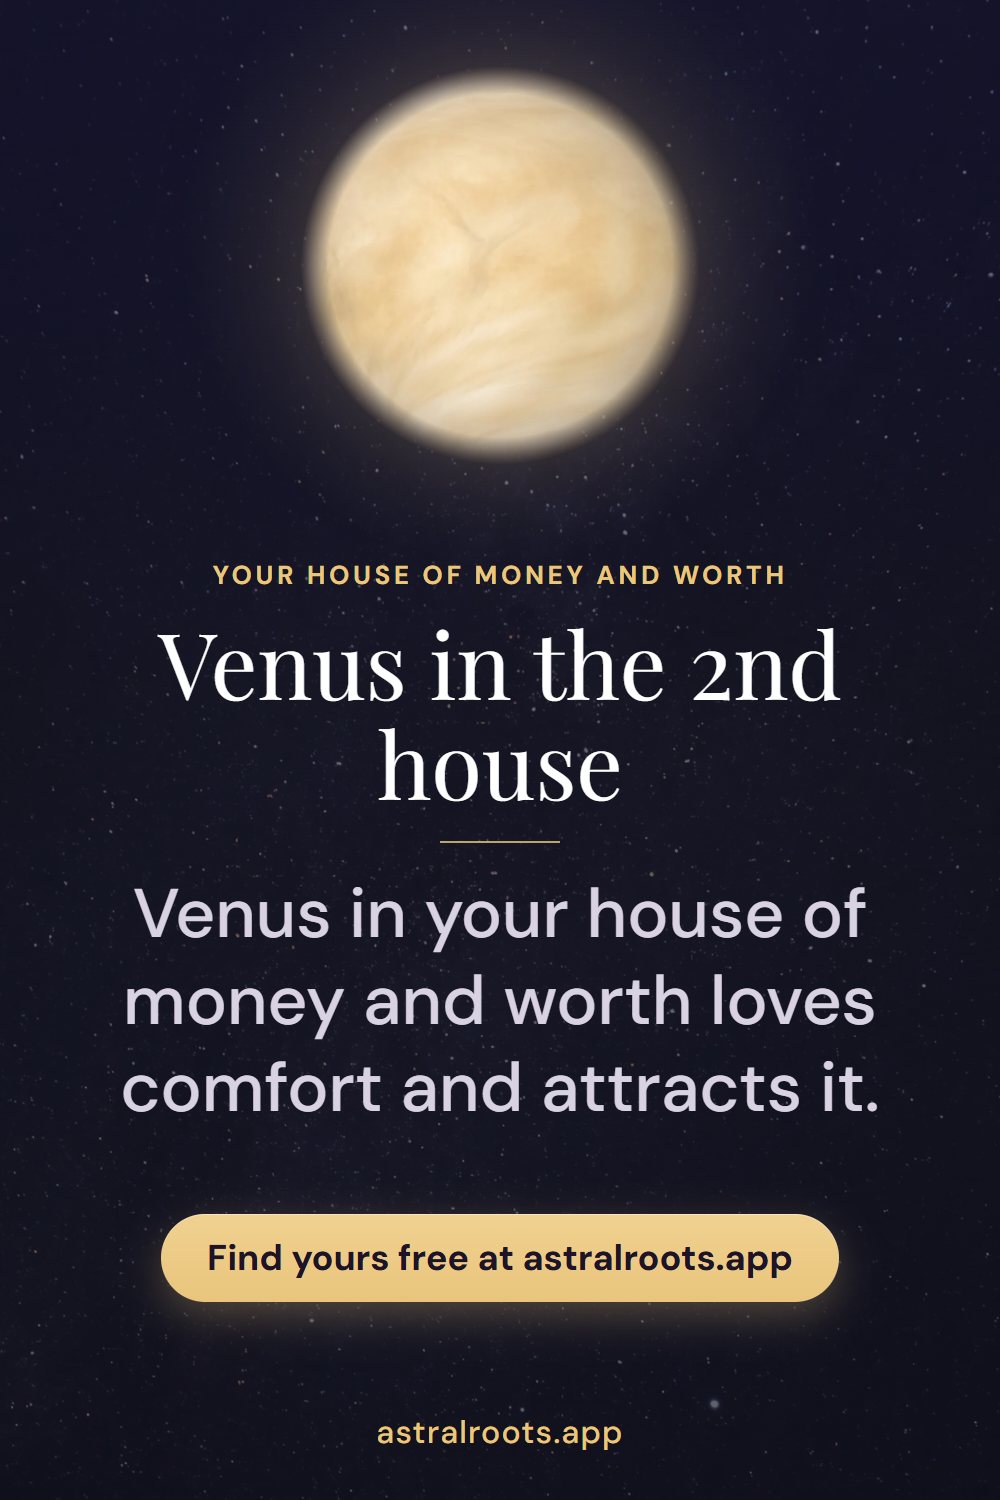 YOUR HOUSE OF MONEY AND WORTH
Venus in the 2nd
house
Venus in your house of
money and worth loves
comfort and attracts it.
Find yours free at astralroots.app
astralroots.app